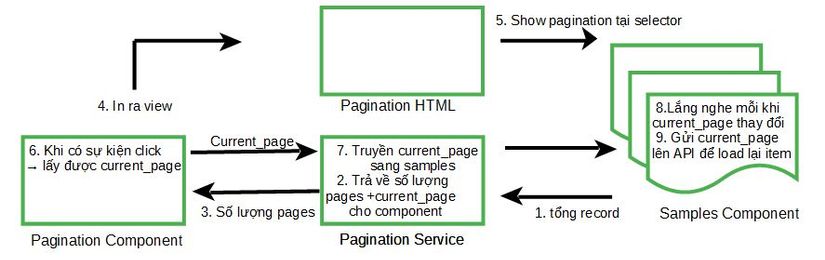 5. Show pagination tại selector
4. In ra view
Pagination HTML
8.Lắng nghe mỗi khi
current_page thay đổi
9. Gửi current_page
lên API để load lại item
6. Khi có sự kiện click
→ lấy được current_page
Current_page
7. Truyền current_page
sang samples
2. Trả về số lượng
pages +current_page
cho component
3. Số lượng pages
1. tổng record
Samples Component
Pagination Component
Pagination Service